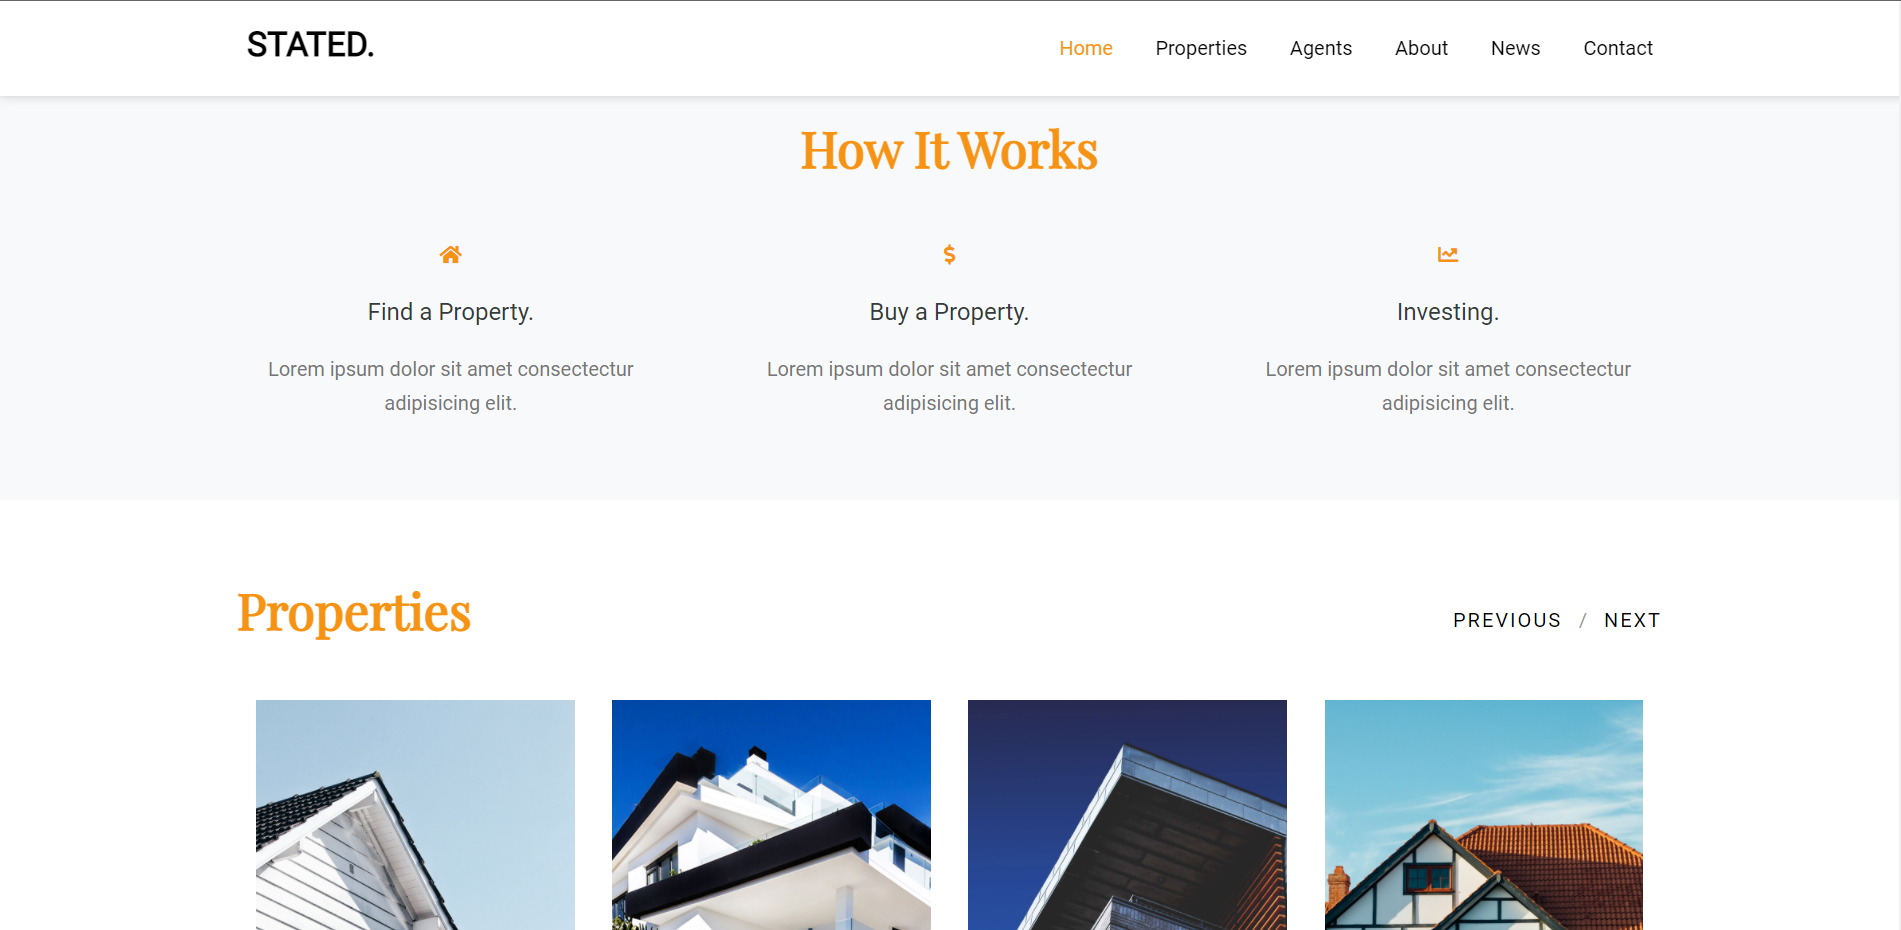 STATED.
Home Properties Agents About News Contact
How It Works
Find a Property.
Lorem ipsum dolor sit amet consectectur
adipisicing elit.
Buy a Property.
Lorem ipsum dolor sit amet consectectur
adipisicing elit.
Investing.
Lorem ipsum dolor sit amet consectectur
adipisicing elit.
Properties
PREVIOUS / NEXT